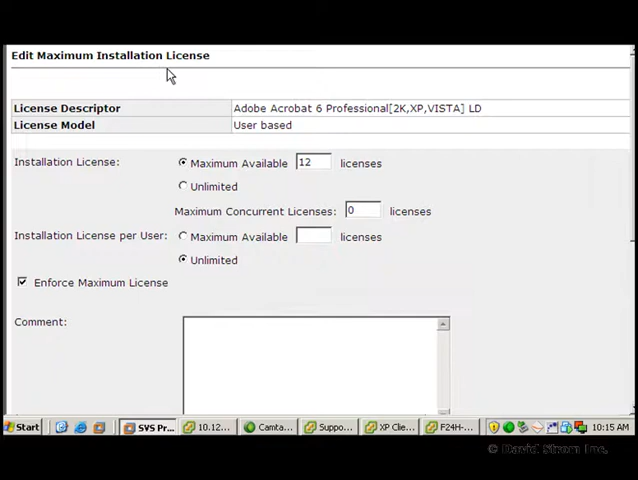 Edit Maximum Installation License
License Descriptor Adobe Acrobat 6 Professional[2K,XP,VISTA] LD
License Model User based
Installation License: Maximum Available 12 licenses
Unlimited
Maximum Concurrent Licenses: 0 licenses
Installation License per User: Maximum Available licenses
Unlimited
Enforce Maximum License
Comment:
Start SVS Pr... 10.12... Camta... Suppo... XP Clie... F24H-... 10:15 AM
© David Strom Inc.